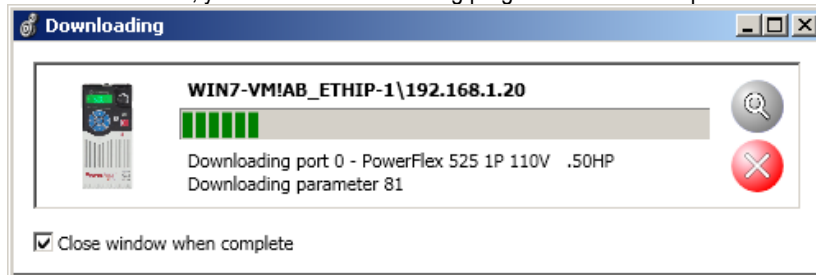 Downloading
WIN7-VM!AB_ETHIP-1\192.168.1.20
Downloading port 0 - PowerFlex 525 1P 110V .50HP
Downloading parameter 81
Close window when complete